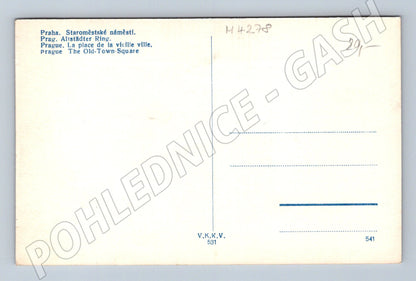 Praha. Staroměstské náměstí.
Prag. Altstädter Ring.
Prague. La place de la vieille ville.
Prague The Old-Town Square
M 4278
29,-
POHLEDNICE - GASH
V.K.K.V.
531
541